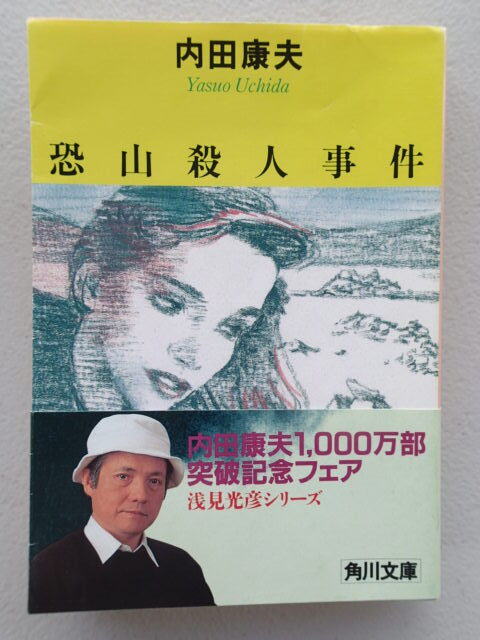 内田康夫
Yasuo Uchida
恐山殺人事件
内田康夫1,000万部
突破記念フェア
浅見光彦シリーズ
角川文庫